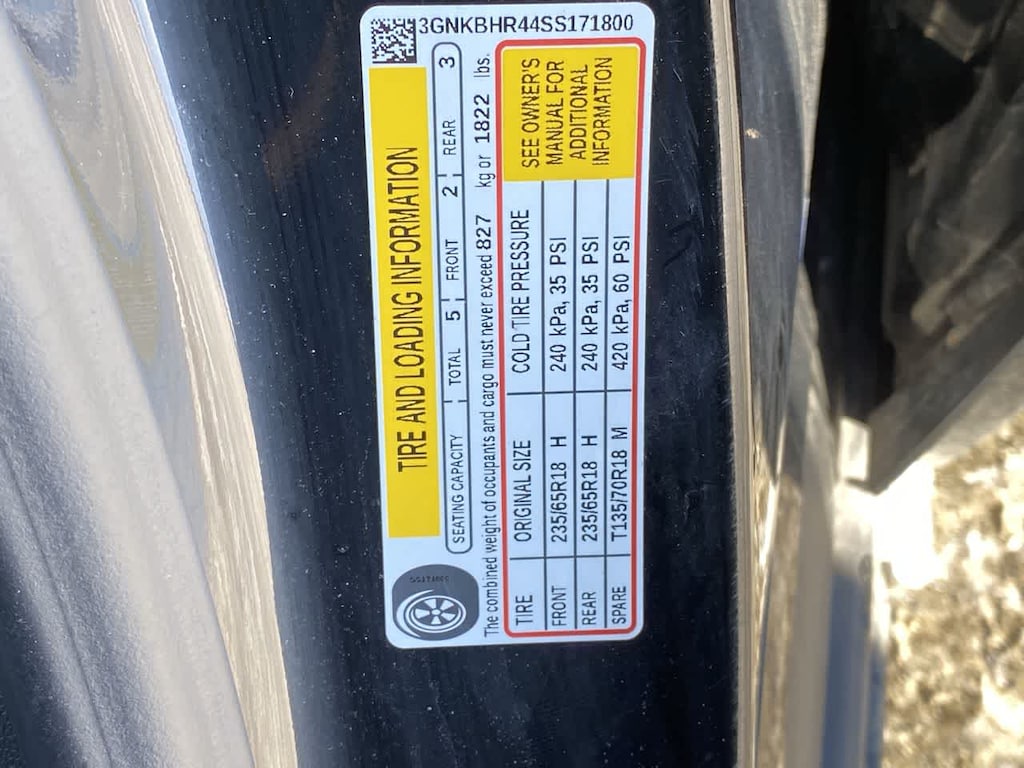 3GNKBHR44SS171800
TIRE AND LOADING INFORMATION
SEATING CAPACITY TOTAL 5 FRONT 2 REAR 3
The combined weight of occupants and cargo must never exceed 827 kg or 1822 lbs.
TIRE ORIGINAL SIZE COLD TIRE PRESSURE
FRONT 235/65R18 H 240 kPa, 35 PSI
REAR 235/65R18 H 240 kPa, 35 PSI
SPARE T135/70R18 M 420 kPa, 60 PSI
SEE OWNER'S
MANUAL FOR
ADDITIONAL
INFORMATION